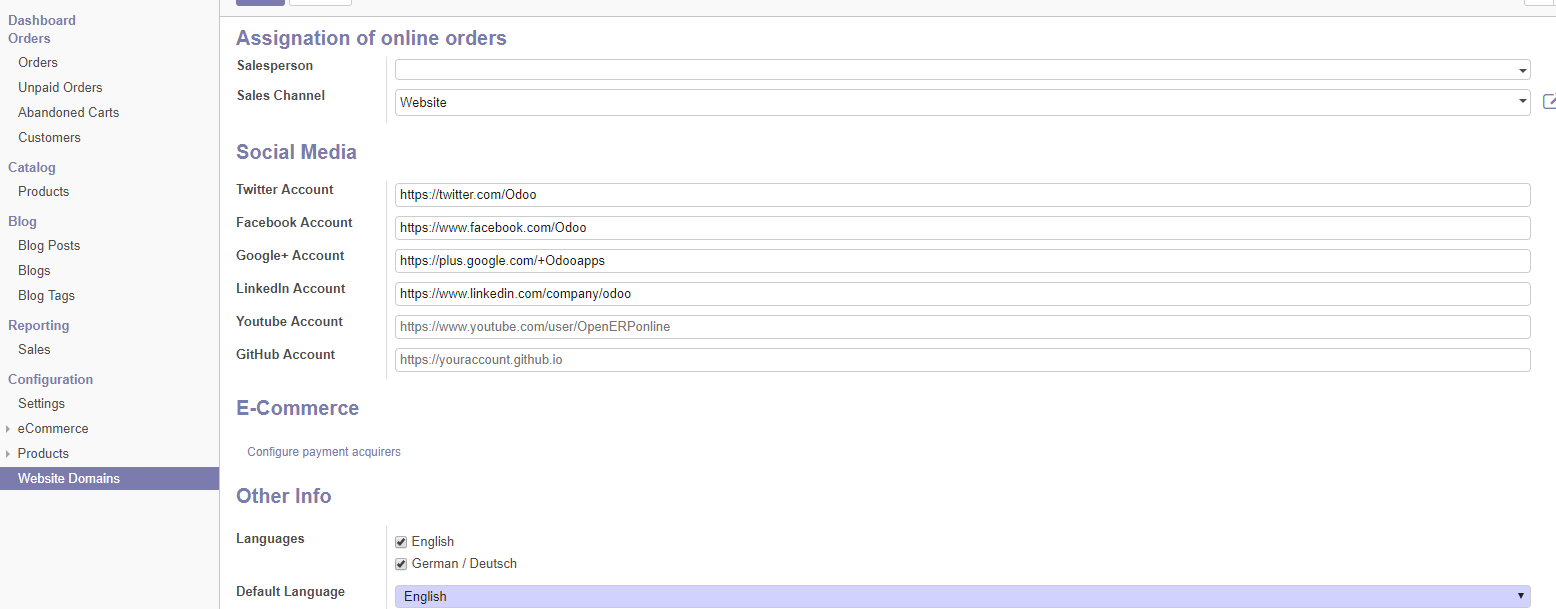 Dashboard
Orders
Orders
Unpaid Orders
Abandoned Carts
Customers
Catalog
Products
Blog
Blog Posts
Blogs
Blog Tags
Reporting
Sales
Configuration
Settings
eCommerce
Products
Website Domains
Assignation of online orders
Salesperson
Sales Channel
Website
Social Media
Twitter Account
https://twitter.com/Odoo
Facebook Account
https://www.facebook.com/Odoo
Google+ Account
https://plus.google.com/+Odooapps
LinkedIn Account
https://www.linkedin.com/company/odoo
Youtube Account
https://www.youtube.com/user/OpenERPonline
GitHub Account
https://youraccount.github.io
E-Commerce
Configure payment acquirers
Other Info
Languages
English
German / Deutsch
Default Language
English